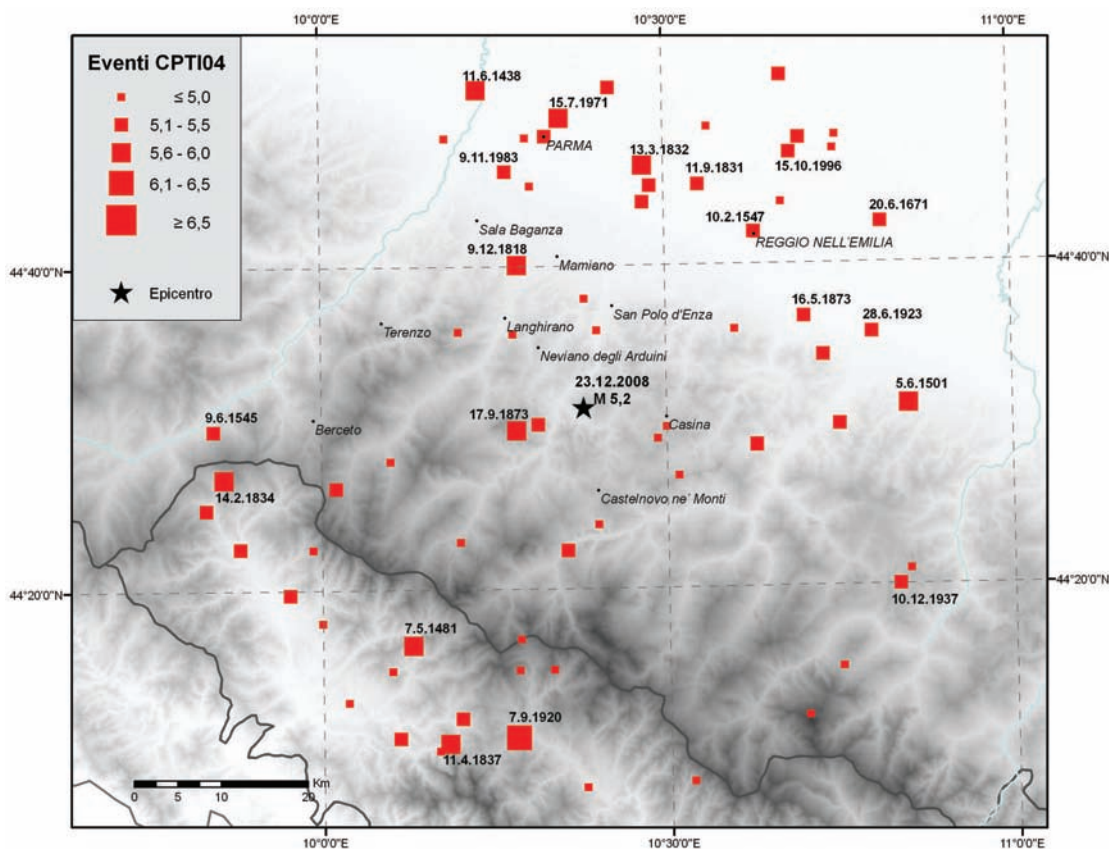 10°0'0"E
10°30'0"E
11°0'0"E
Eventi CPTI04
≤ 5,0
5,1 - 5,5
5,6 - 6,0
6,1 - 6,5
≥ 6,5
Epicentro
11.6.1438
15.7.1971
PARMA
9.11.1983
13.3.1832
11.9.1831
15.10.1996
10.2.1547
REGGIO NELL'EMILIA
20.6.1671
Sala Baganza
9.12.1818
Mamiano
44°40'0"N
44°40'0"N
San Polo d'Enza
16.5.1873
28.6.1923
Terenzo
Langhirano
Neviano degli Arduini
23.12.2008
M 5,2
5.6.1501
9.6.1545
Berceto
17.9.1873
Casina
14.2.1834
Castelnovo ne' Monti
44°20'0"N
44°20'0"N
10.12.1937
7.5.1481
7.9.1920
11.4.1837
Km
0 5 10 20
10°0'0"E
10°30'0"E
11°0'0"E